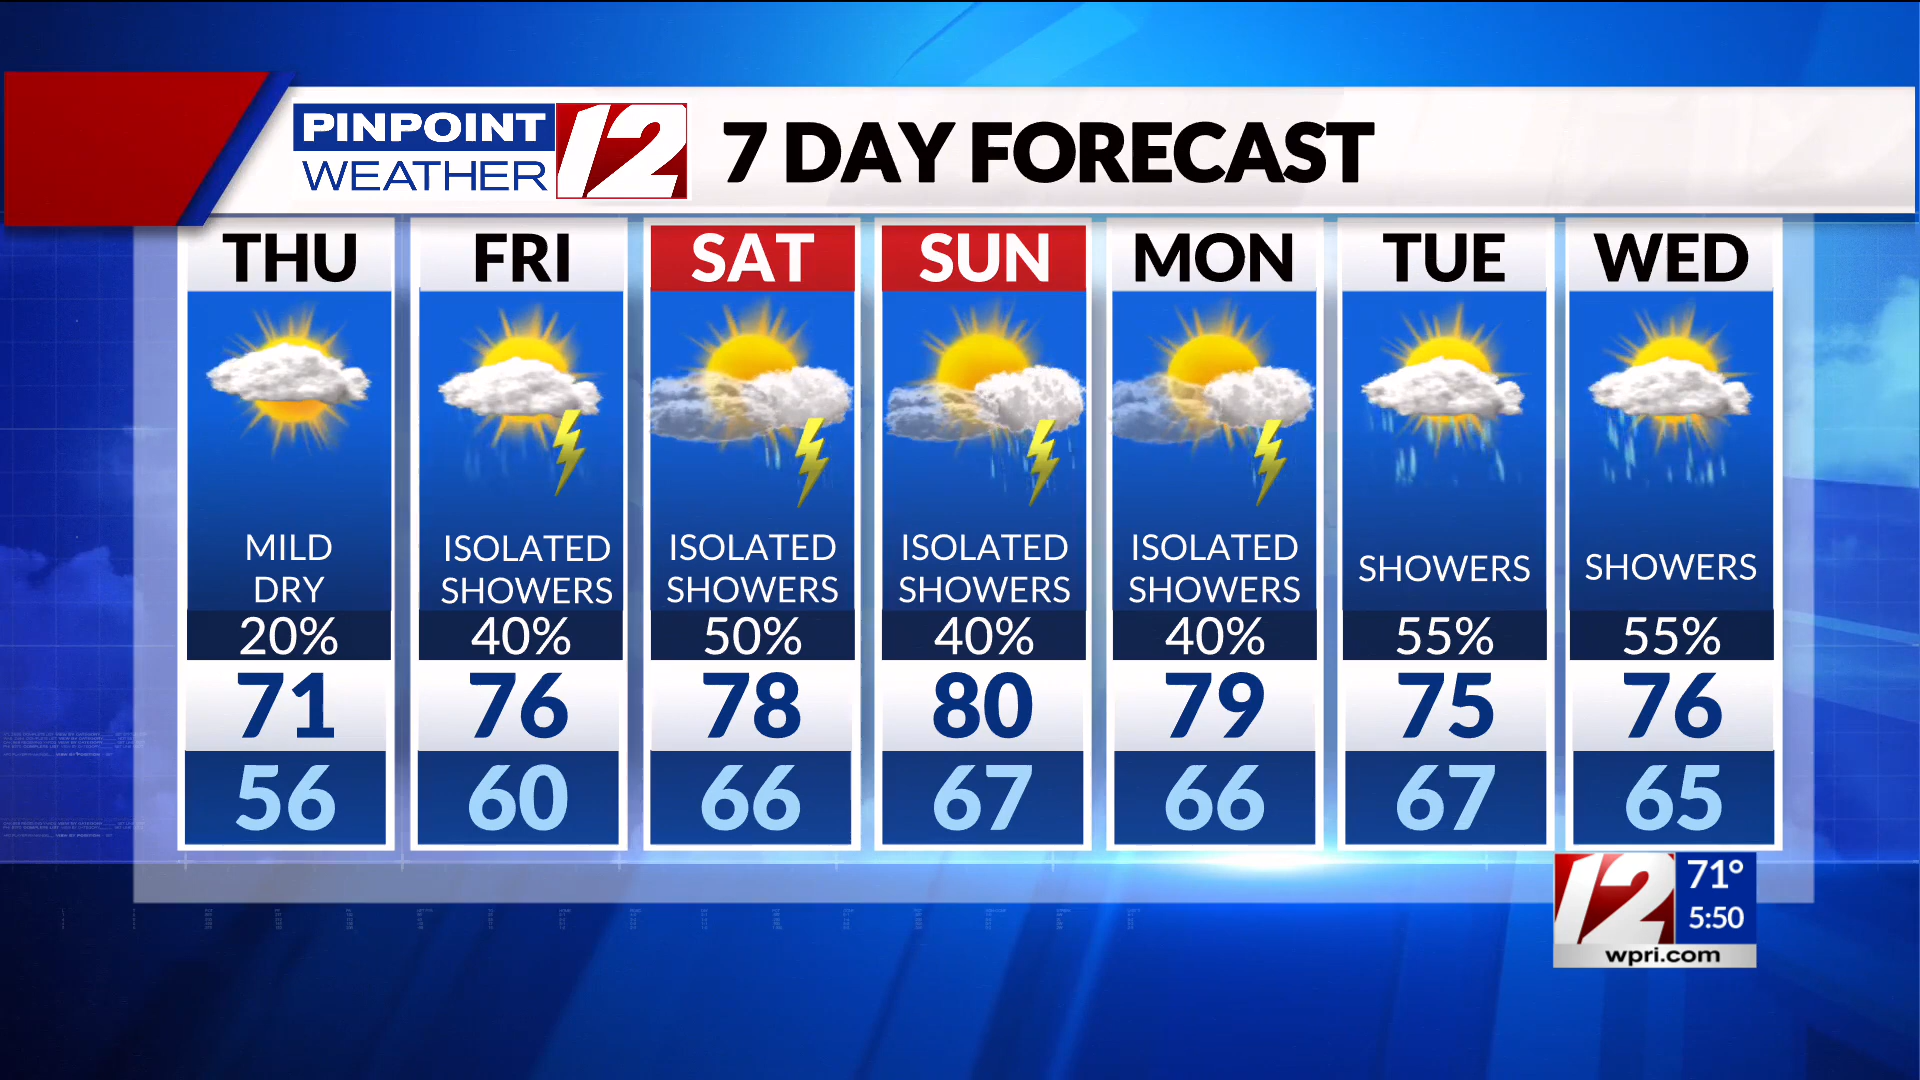 PINPOINT
WEATHER
12
7 DAY FORECAST
THU
MILD
DRY
20%
71
56
FRI
ISOLATED
SHOWERS
40%
76
60
SAT
ISOLATED
SHOWERS
50%
78
66
SUN
ISOLATED
SHOWERS
40%
80
67
MON
ISOLATED
SHOWERS
40%
79
66
TUE
SHOWERS
55%
75
67
WED
SHOWERS
55%
76
65
12
71°
5:50
wpri.com